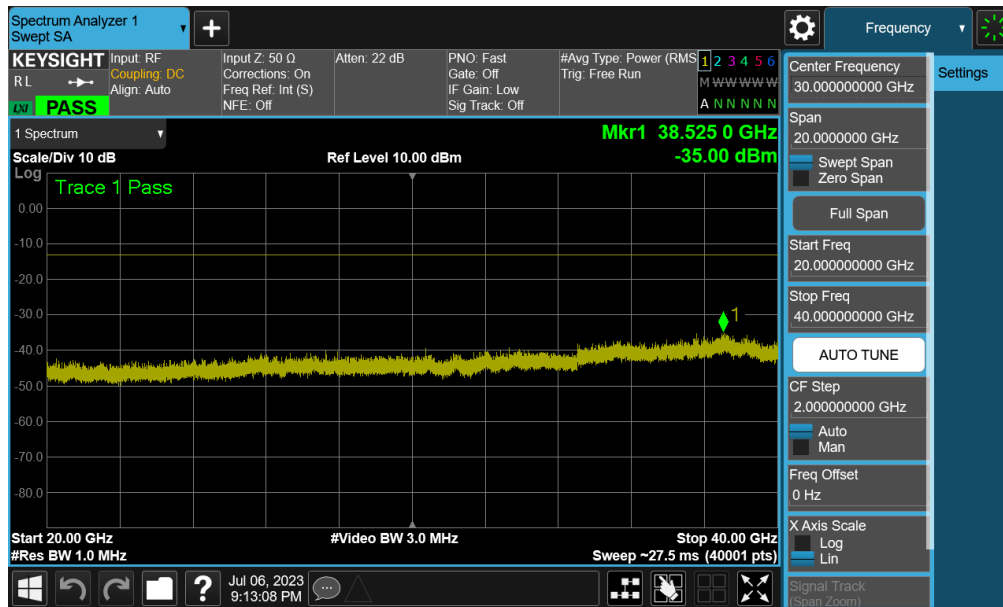 Spectrum Analyzer 1
Swept SA
Frequency
KEYSIGHT
R L
LXI
PASS
Input: RF
Coupling: DC
Align: Auto
Input Z: 50 Ω
Corrections: On
Freq Ref: Int (S)
NFE: Off
Atten: 22 dB
PNO: Fast
Gate: Off
IF Gain: Low
Sig Track: Off
#Avg Type: Power (RMS
Trig: Free Run
1 2 3 4 5 6
M W W W W W
A N N N N N
1 Spectrum
Mkr1 38.525 0 GHz
Scale/Div 10 dB
Ref Level 10.00 dBm
-35.00 dBm
Log
Trace 1 Pass
0.00
-10.0
-20.0
-30.0
1
-40.0
-50.0
-60.0
-70.0
-80.0
Start 20.00 GHz
#Video BW 3.0 MHz
Stop 40.00 GHz
#Res BW 1.0 MHz
Sweep ~27.5 ms (40001 pts)
?
Jul 06, 2023
9:13:08 PM
Center Frequency
30.000000000 GHz
Settings
Span
20.0000000 GHz
Swept Span
Zero Span
Full Span
Start Freq
20.000000000 GHz
Stop Freq
40.000000000 GHz
AUTO TUNE
CF Step
2.000000000 GHz
Auto
Man
Freq Offset
0 Hz
X Axis Scale
Log
Lin
Signal Track
(Span Zoom)